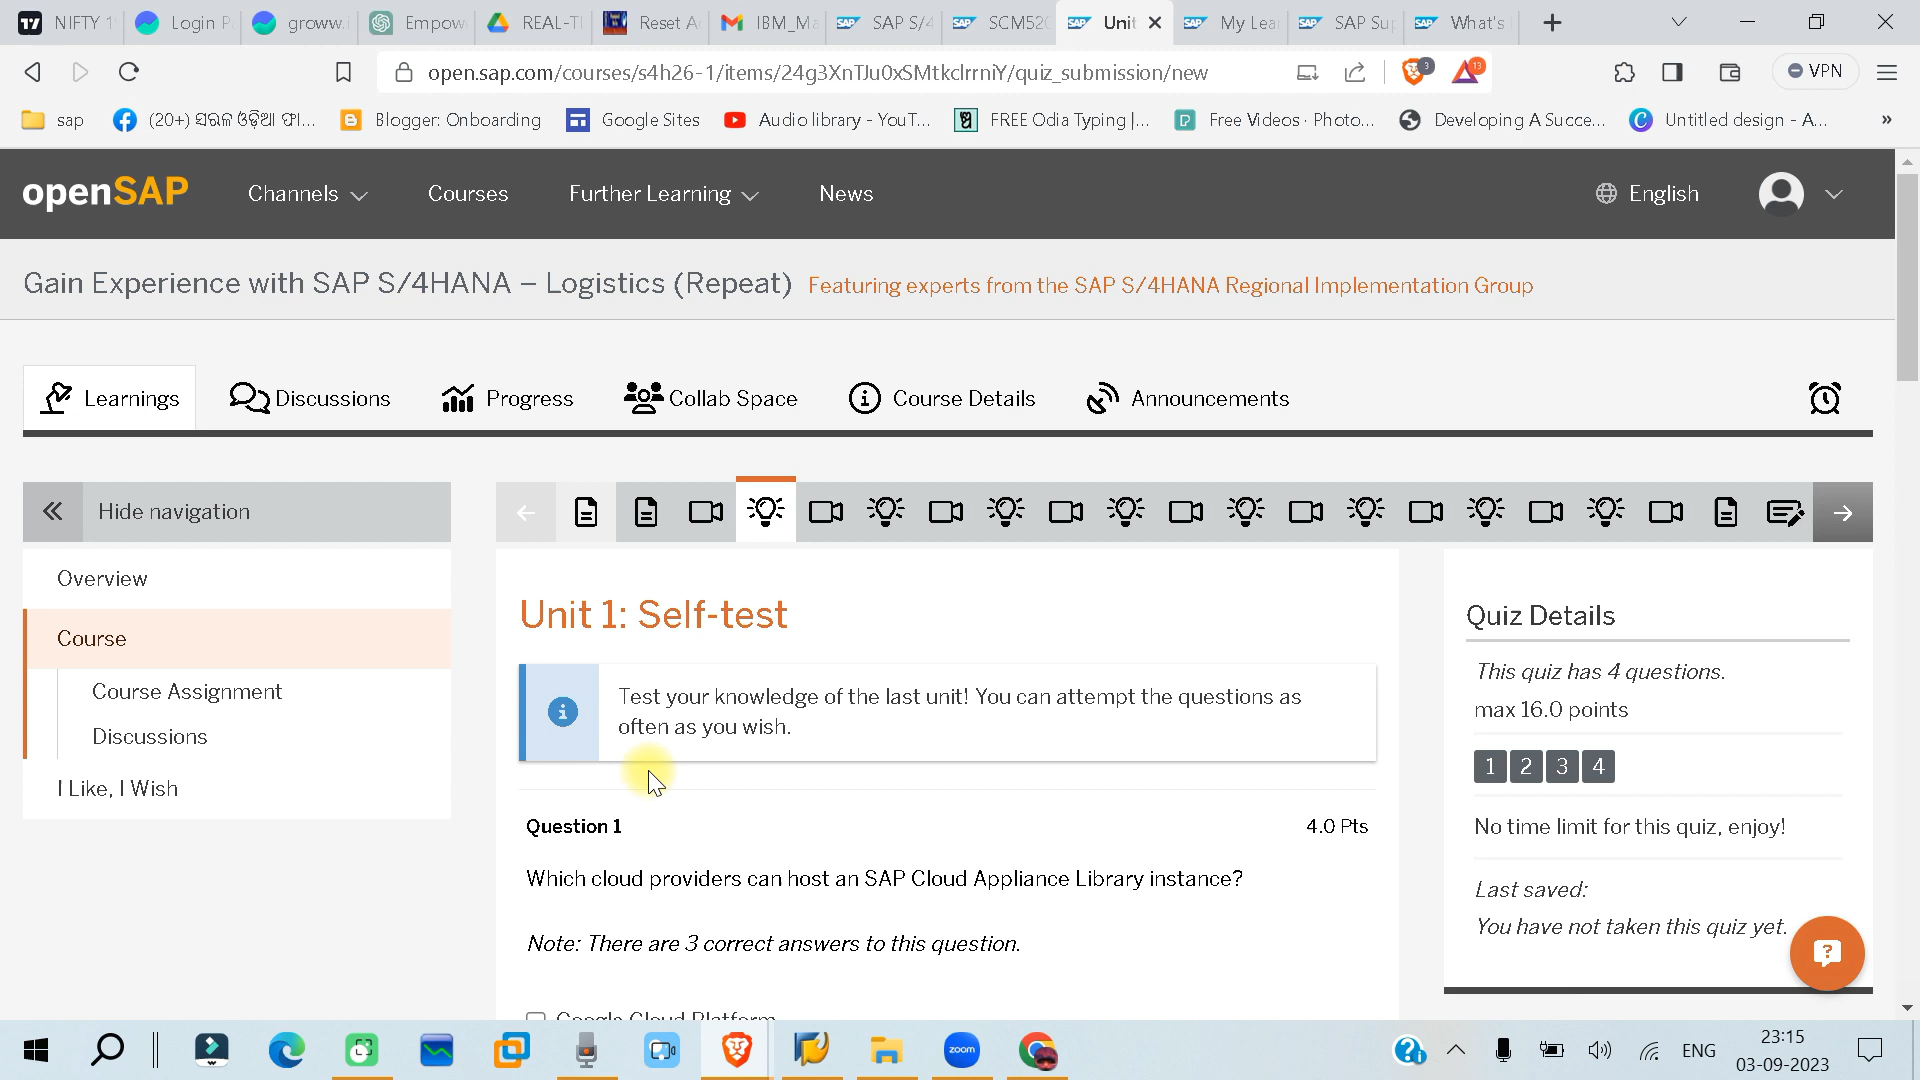 NIFTY 1
Login P
groww.i
Empow
REAL-TI
Reset A
IBM_Ma
SAP S/4
SCM520
Unit
My Lea
SAP Sup
What's
open.sap.com/courses/s4h26-1/items/24g3XnTJu0xSMtkclrrniY/quiz_submission/new
3
13
VPN
sap
(20+) ସରଳ ଓଡ଼ିଆ ଫା...
Blogger: Onboarding
Google Sites
Audio library - YouT...
FREE Odia Typing |...
Free Videos · Photo...
Developing A Succe...
Untitled design - A...
»
openSAP
Channels
Courses
Further Learning
News
English
Gain Experience with SAP S/4HANA – Logistics (Repeat) Featuring experts from the SAP S/4HANA Regional Implementation Group
Learnings
Discussions
Progress
Collab Space
Course Details
Announcements
Hide navigation
Overview
Course
Course Assignment
Discussions
I Like, I Wish
Unit 1: Self-test
Test your knowledge of the last unit! You can attempt the questions as
often as you wish.
Question 1
4.0 Pts
Which cloud providers can host an SAP Cloud Appliance Library instance?
Note: There are 3 correct answers to this question.
Google Cloud Platform
Quiz Details
This quiz has 4 questions.
max 16.0 points
1 2 3 4
No time limit for this quiz, enjoy!
Last saved:
You have not taken this quiz yet.
zoom
ENG
23:15
03-09-2023